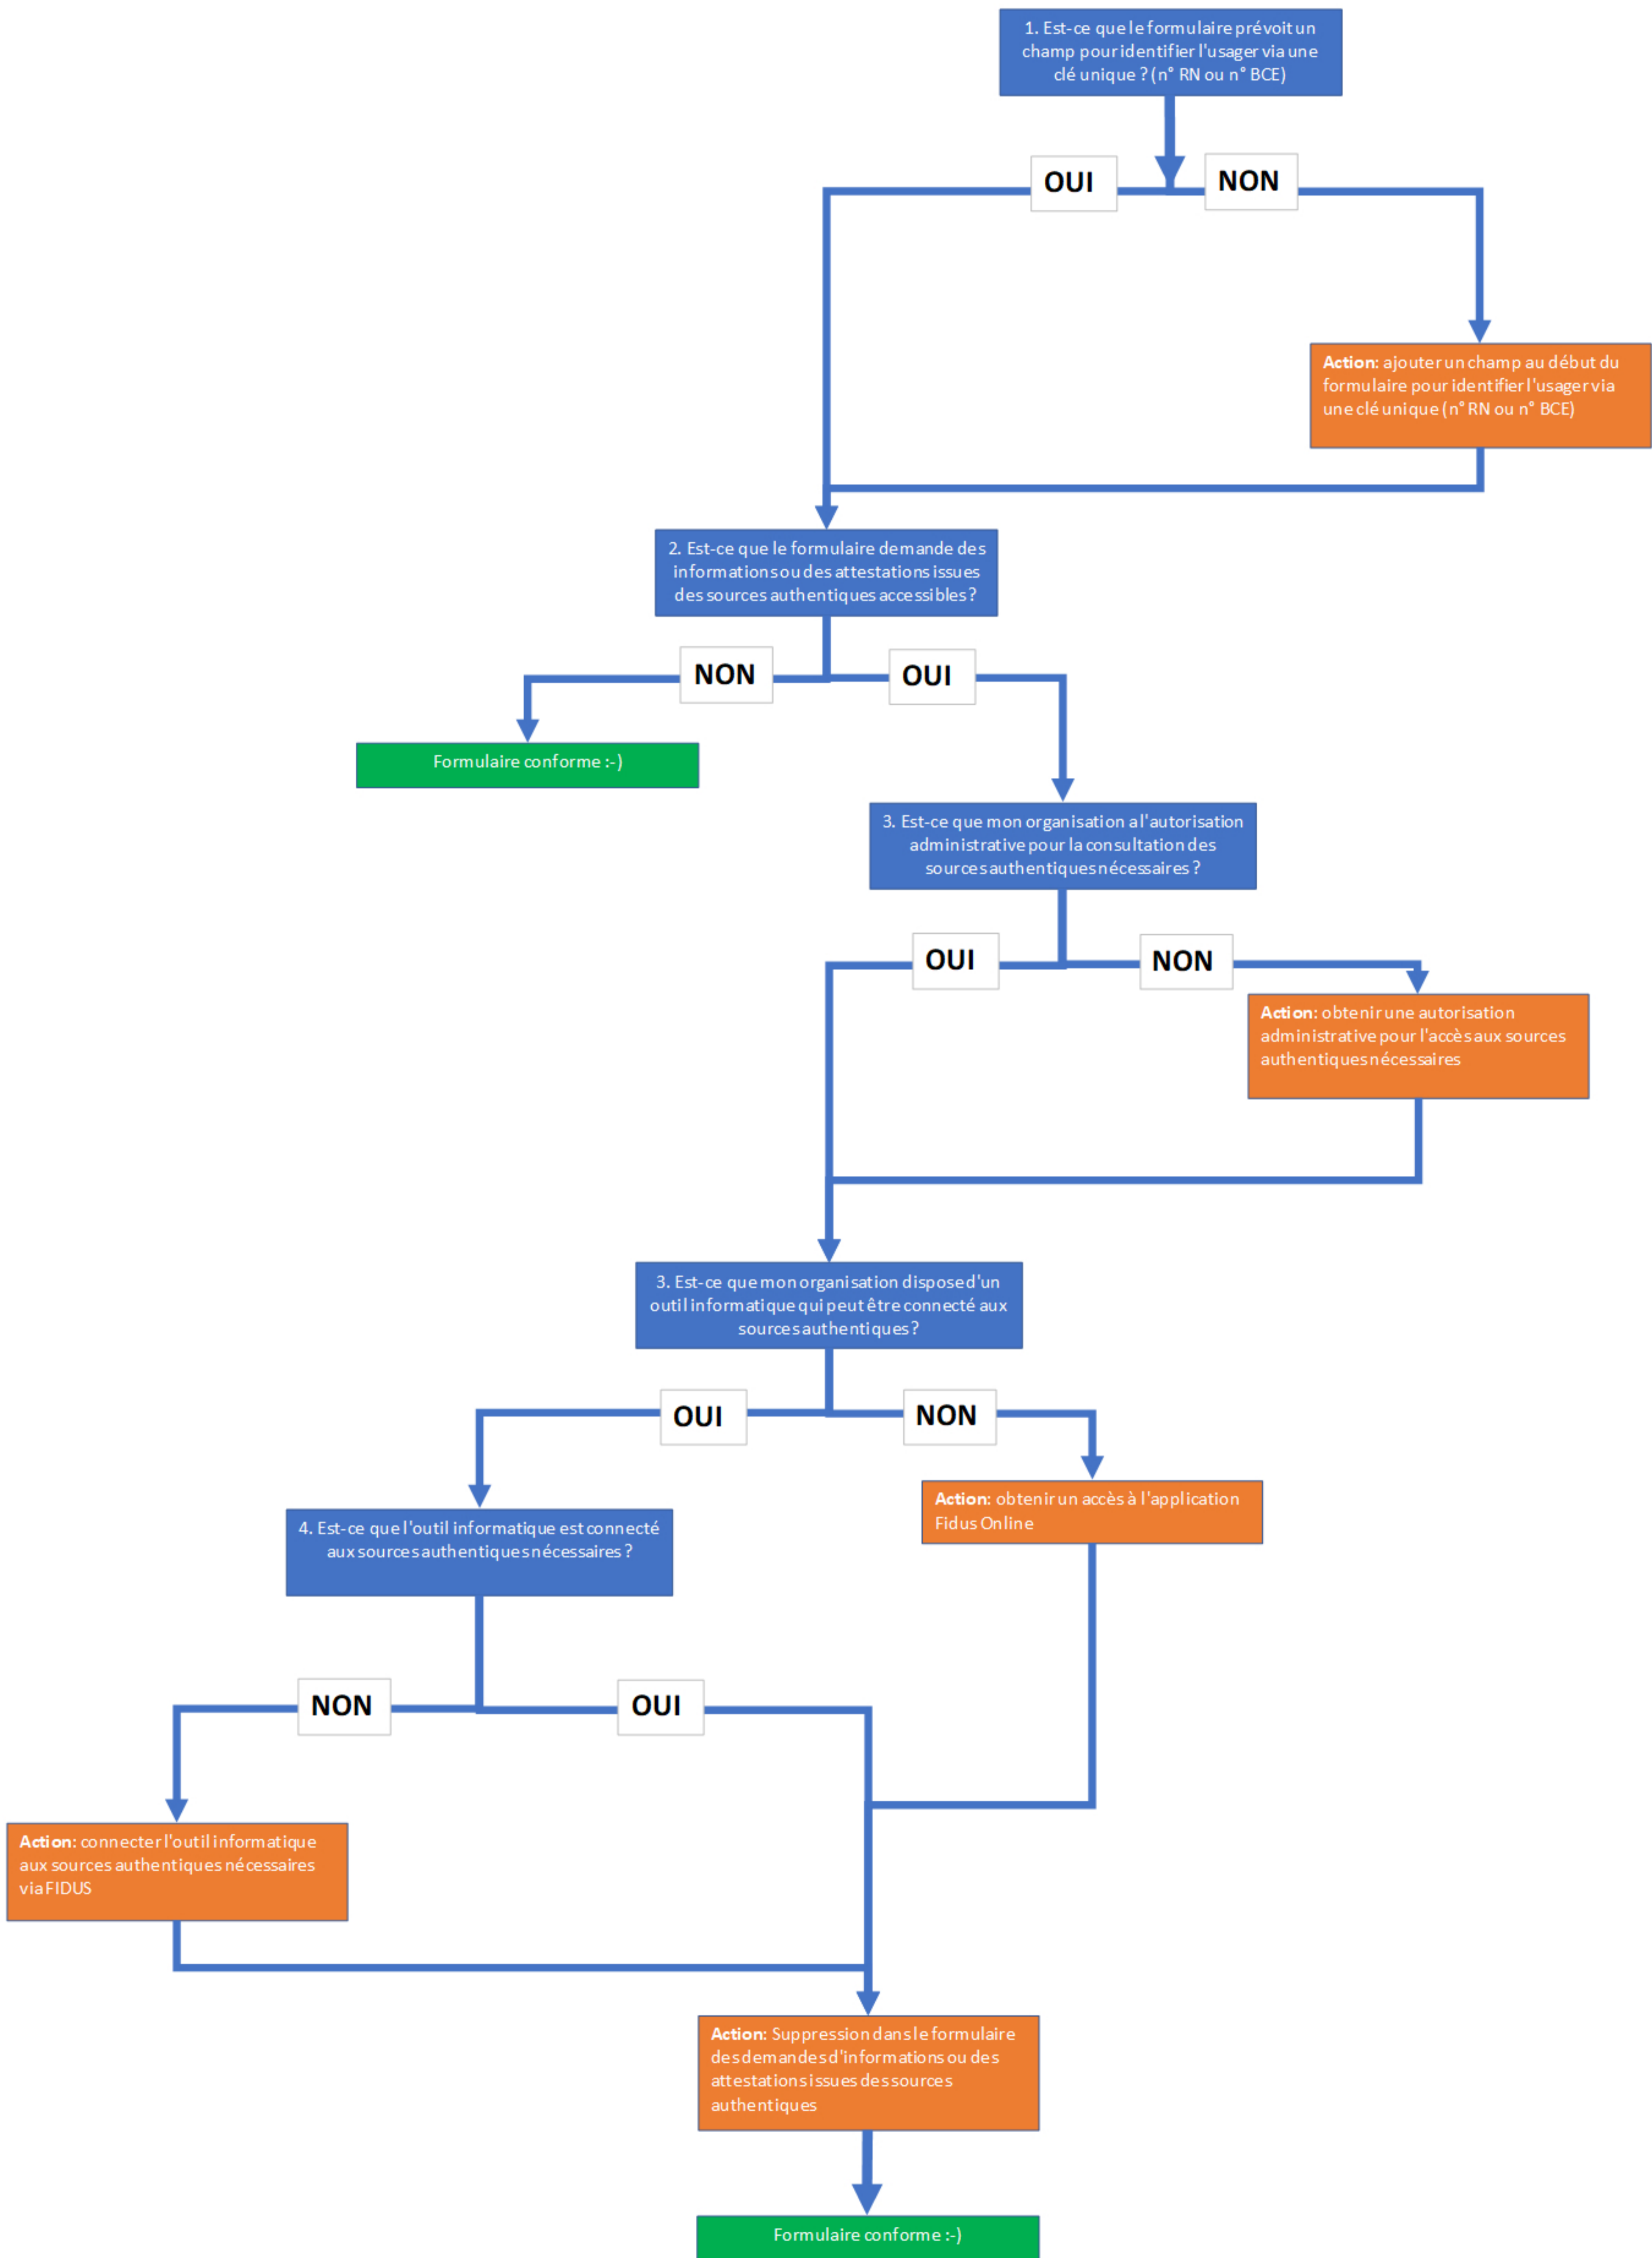 1. Est-ce que le formulaire prévoit un
champ pour identifier l'usager via une
clé unique ? (n° RN ou n° BCE)
OUI
NON
Action: ajouter un champ au début du
formulaire pour identifier l'usager via
une clé unique (n° RN ou n° BCE)
2. Est-ce que le formulaire demande des
informations ou des attestations issues
des sources authentiques accessibles ?
NON
OUI
Formulaire conforme :-)
3. Est-ce que mon organisation a l'autorisation
administrative pour la consultation des
sources authentiques nécessaires ?
OUI
NON
Action: obtenir une autorisation
administrative pour l'accès aux sources
authentiques nécessaires
3. Est-ce que mon organisation dispose d'un
outil informatique qui peut être connecté aux
sources authentiques ?
OUI
NON
Action: obtenir un accès à l'application
Fidus Online
4. Est-ce que l'outil informatique est connecté
aux sources authentiques nécessaires ?
NON
OUI
Action: connecter l'outil informatique
aux sources authentiques nécessaires
via FIDUS
Action: Suppression dans le formulaire
des demandes d'informations ou des
attestations issues des sources
authentiques
Formulaire conforme :-)